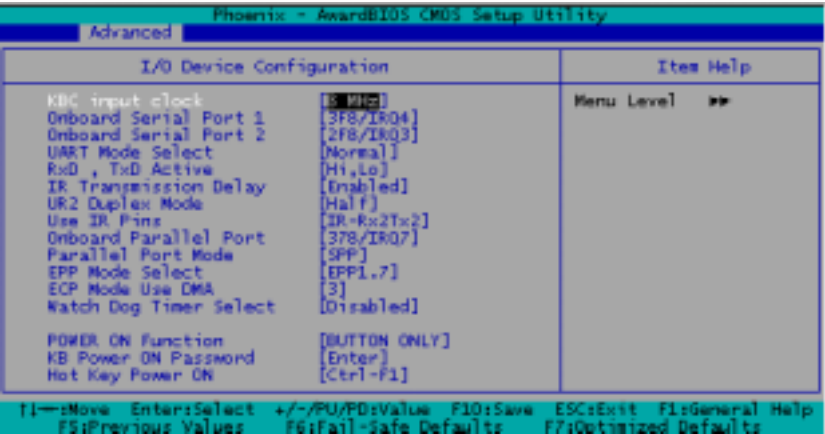 Phoenix - AwardBIOS CMOS Setup Utility
Advanced
I/O Device Configuration
Item Help
KBC input clock [8 MHz]
Menu Level ►►
Onboard Serial Port 1 [3F8/IRQ4]
Onboard Serial Port 2 [2F8/IRQ3]
UART Mode Select [Normal]
RxD , TxD Active [Hi,Lo]
IR Transmission Delay [Enabled]
UR2 Duplex Mode [Half]
Use IR Pins [IR-Rx2Tx2]
Onboard Parallel Port [378/IRQ7]
Parallel Port Mode [SPP]
EPP Mode Select [EPP1.7]
ECP Mode Use DMA [3]
Watch Dog Timer Select [Disabled]
POWER ON Function [BUTTON ONLY]
KB Power ON Password [Enter]
Hot Key Power ON [Ctrl-F1]
↑↓→←:Move Enter:Select +/-/PU/PD:Value F10:Save ESC:Exit F1:General Help
F5:Previous Values F6:Fail-Safe Defaults F7:Optimized Defaults